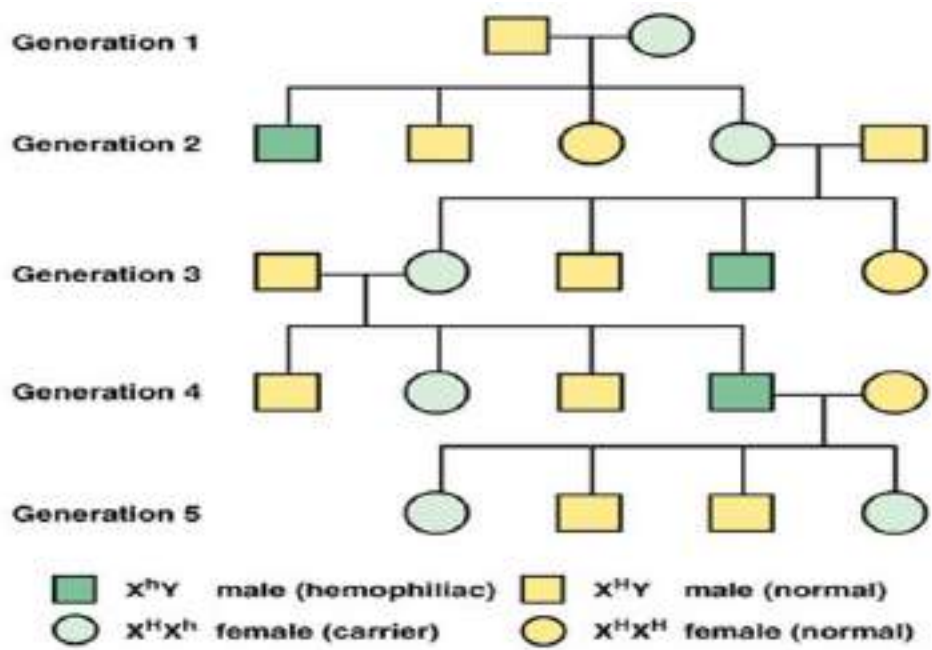 Generation 1
Generation 2
Generation 3
Generation 4
Generation 5
XʰY male (hemophiliac) XᴴY male (normal)
XᴴXʰ female (carrier) XᴴXᴴ female (normal)